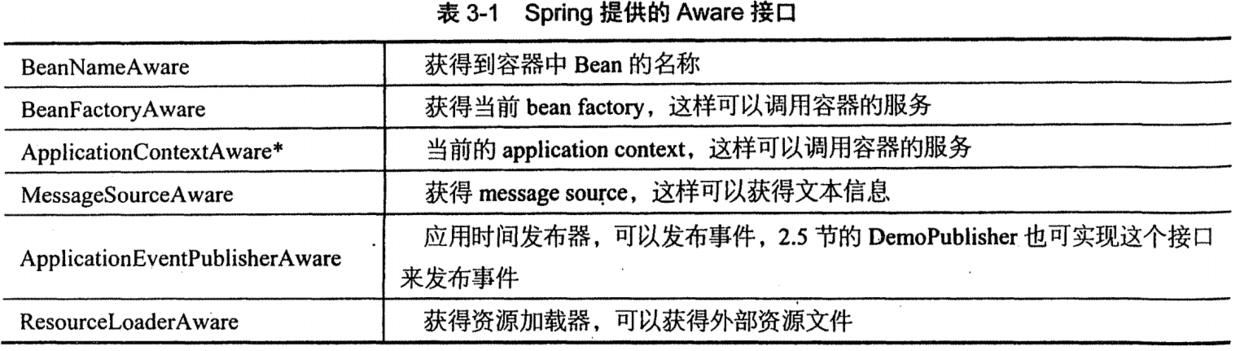 表 3-1 Spring 提供的 Aware 接口
BeanNameAware 获得到容器中 Bean 的名称
BeanFactoryAware 获得当前 bean factory，这样可以调用容器的服务
ApplicationContextAware* 当前的 application context，这样可以调用容器的服务
MessageSourceAware 获得 message source，这样可以获得文本信息
ApplicationEventPublisherAware 应用时间发布器，可以发布事件，2.5 节的 DemoPublisher 也可实现这个接口
来发布事件
ResourceLoaderAware 获得资源加载器，可以获得外部资源文件